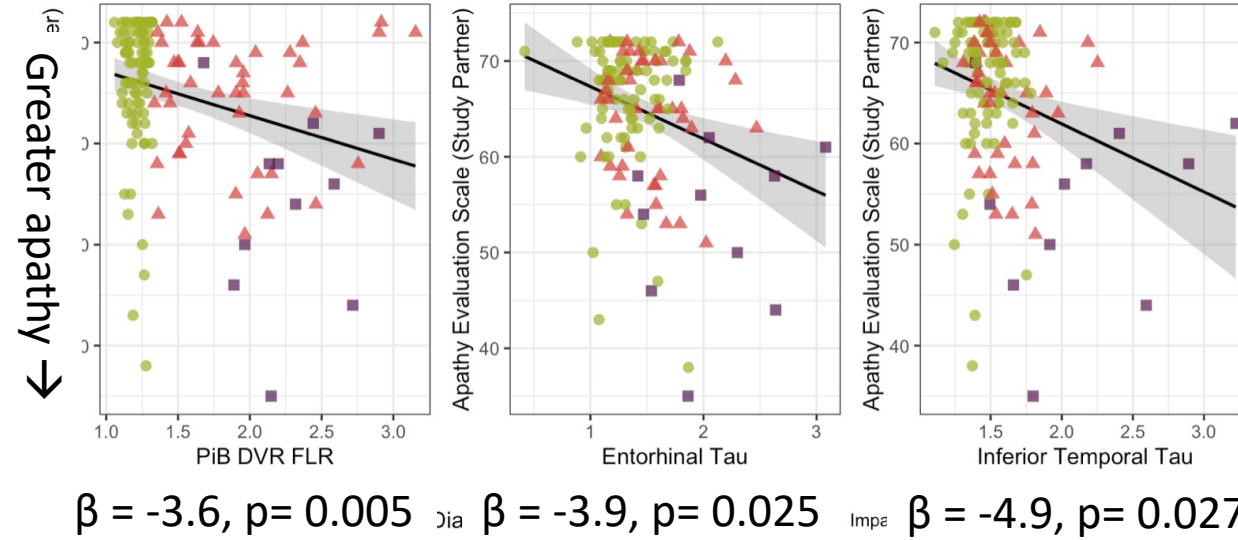 Greater apathy →
1.0 1.5 2.0 2.5 3.0
PiB DVR FLR
β = -3.6, p= 0.005
Apathy Evaluation Scale (Study Partner)
70
60
50
40
1 2 3
Entorhinal Tau
β = -3.9, p= 0.025
Apathy Evaluation Scale (Study Partner)
70
60
50
40
1.5 2.0 2.5 3.0
Inferior Temporal Tau
β = -4.9, p= 0.027